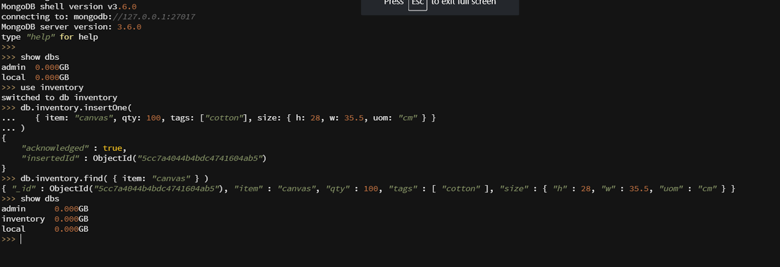 MongoDB shell version v3.6.0
Press Esc to exit full screen
connecting to: mongodb://127.0.0.1:27017
MongoDB server version: 3.6.0
type "help" for help
>>>
>>> show dbs
admin  0.000GB
local  0.000GB
>>> use inventory
switched to db inventory
>>> db.inventory.insertOne(
...    { item: "canvas", qty: 100, tags: ["cotton"], size: { h: 28, w: 35.5, uom: "cm" } }
... )
{
    "acknowledged" : true,
    "insertedId" : ObjectId("5cc7a4044b4bdc4741604ab5")
}
>>> db.inventory.find( { item: "canvas" } )
{ "_id" : ObjectId("5cc7a4044b4bdc4741604ab5"), "item" : "canvas", "qty" : 100, "tags" : [ "cotton" ], "size" : { "h" : 28, "w" : 35.5, "uom" : "cm" } }
>>> show dbs
admin      0.000GB
inventory  0.000GB
local      0.000GB
>>>